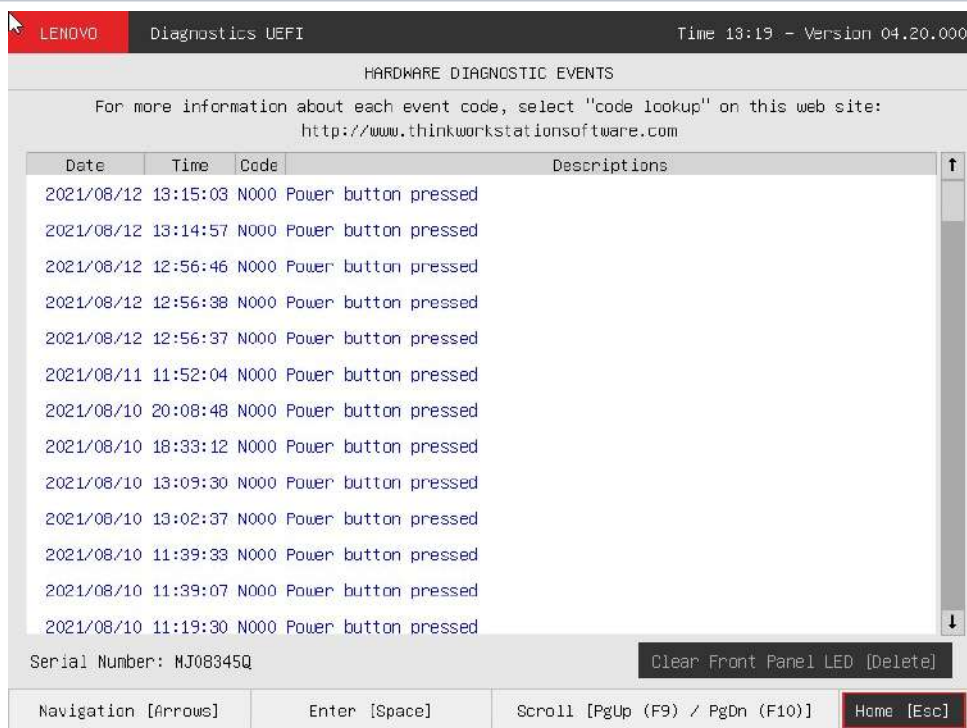 LENOVO Diagnostics UEFI Time 13:19 - Version 04.20.000
HARDWARE DIAGNOSTIC EVENTS
For more information about each event code, select "code lookup" on this web site:
http://www.thinkworkstationsoftware.com
Date Time Code Descriptions
2021/08/12 13:15:03 N000 Power button pressed
2021/08/12 13:14:57 N000 Power button pressed
2021/08/12 12:56:46 N000 Power button pressed
2021/08/12 12:56:38 N000 Power button pressed
2021/08/12 12:56:37 N000 Power button pressed
2021/08/11 11:52:04 N000 Power button pressed
2021/08/10 20:08:48 N000 Power button pressed
2021/08/10 18:33:12 N000 Power button pressed
2021/08/10 13:09:30 N000 Power button pressed
2021/08/10 13:02:37 N000 Power button pressed
2021/08/10 11:39:33 N000 Power button pressed
2021/08/10 11:39:07 N000 Power button pressed
2021/08/10 11:19:30 N000 Power button pressed
Serial Number: MJ08345Q Clear Front Panel LED [Delete]
Navigation [Arrows] Enter [Space] Scroll [PgUp (F9) / PgDn (F10)] Home [Esc]